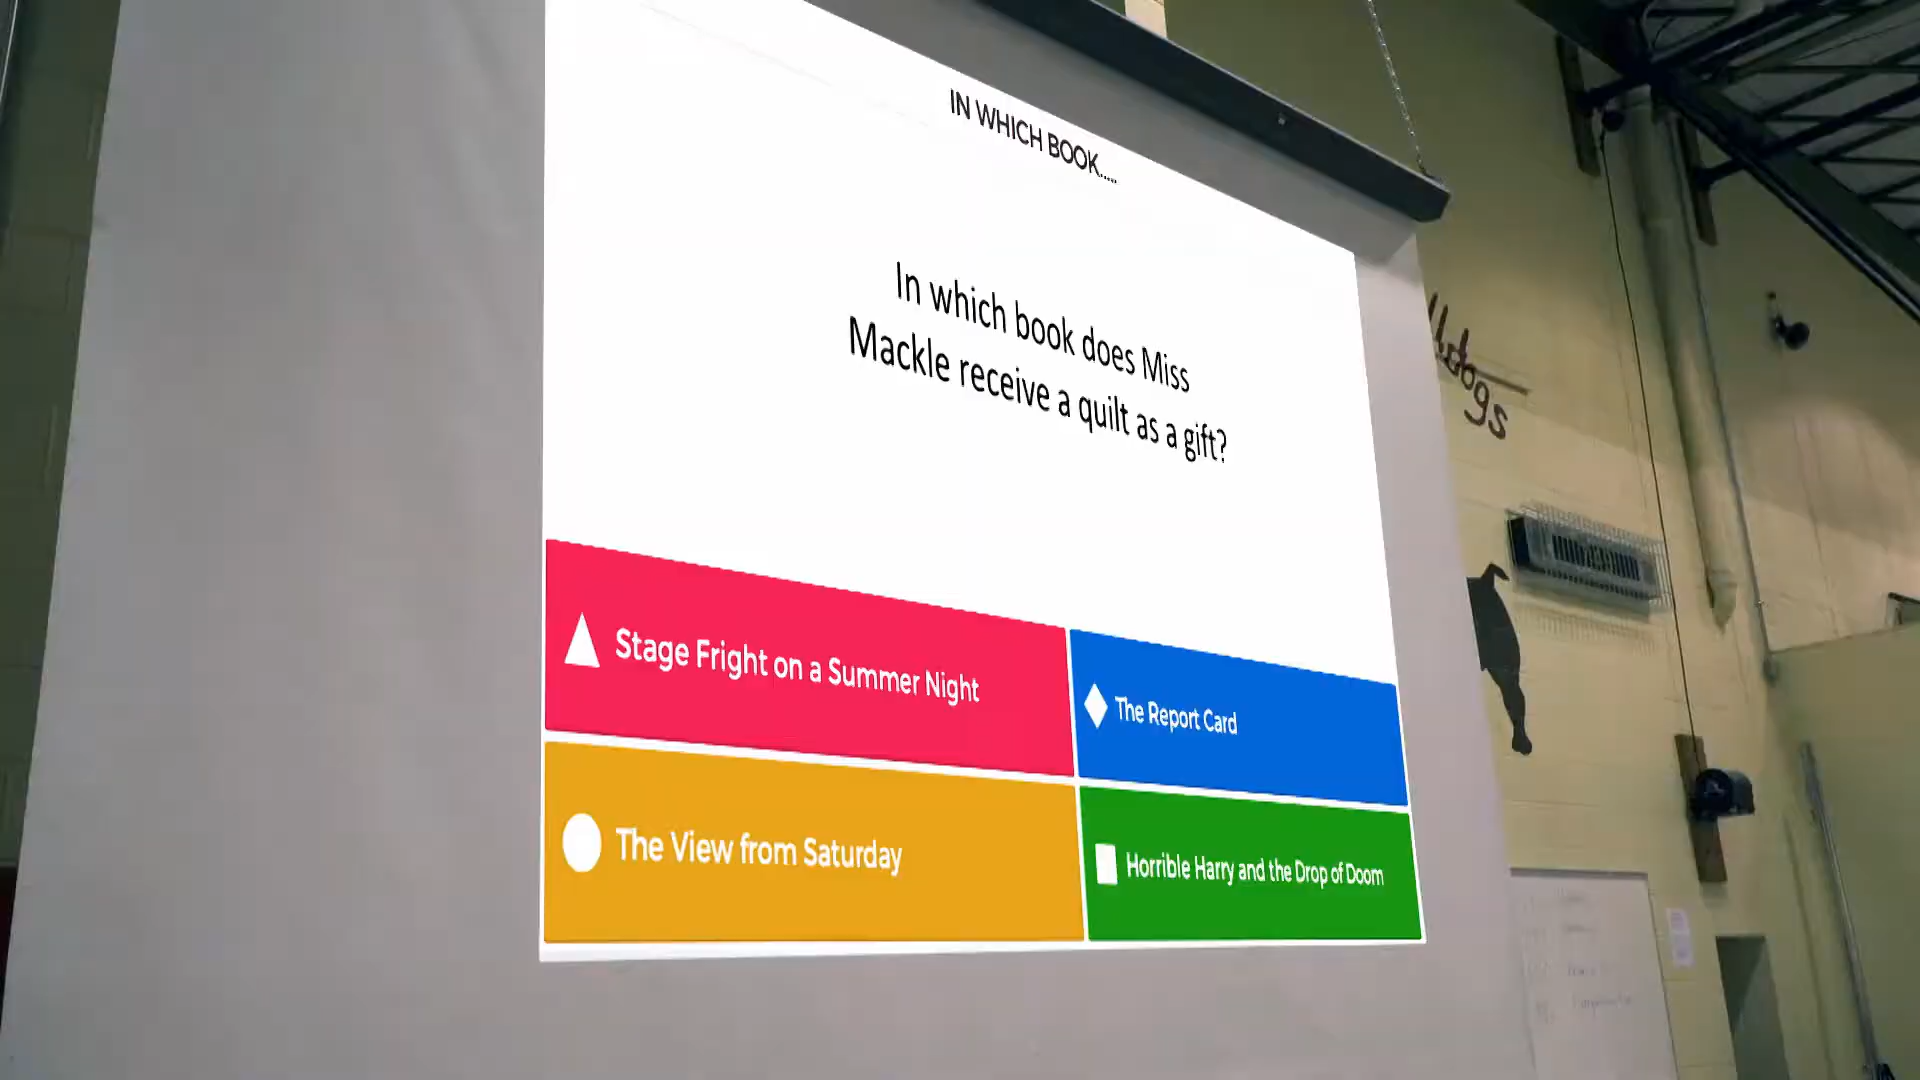 IN WHICH BOOK.....
In which book does Miss
Mackle receive a quilt as a gift?
Stage Fright on a Summer Night
The Report Card
The View from Saturday
Horrible Harry and the Drop of Doom